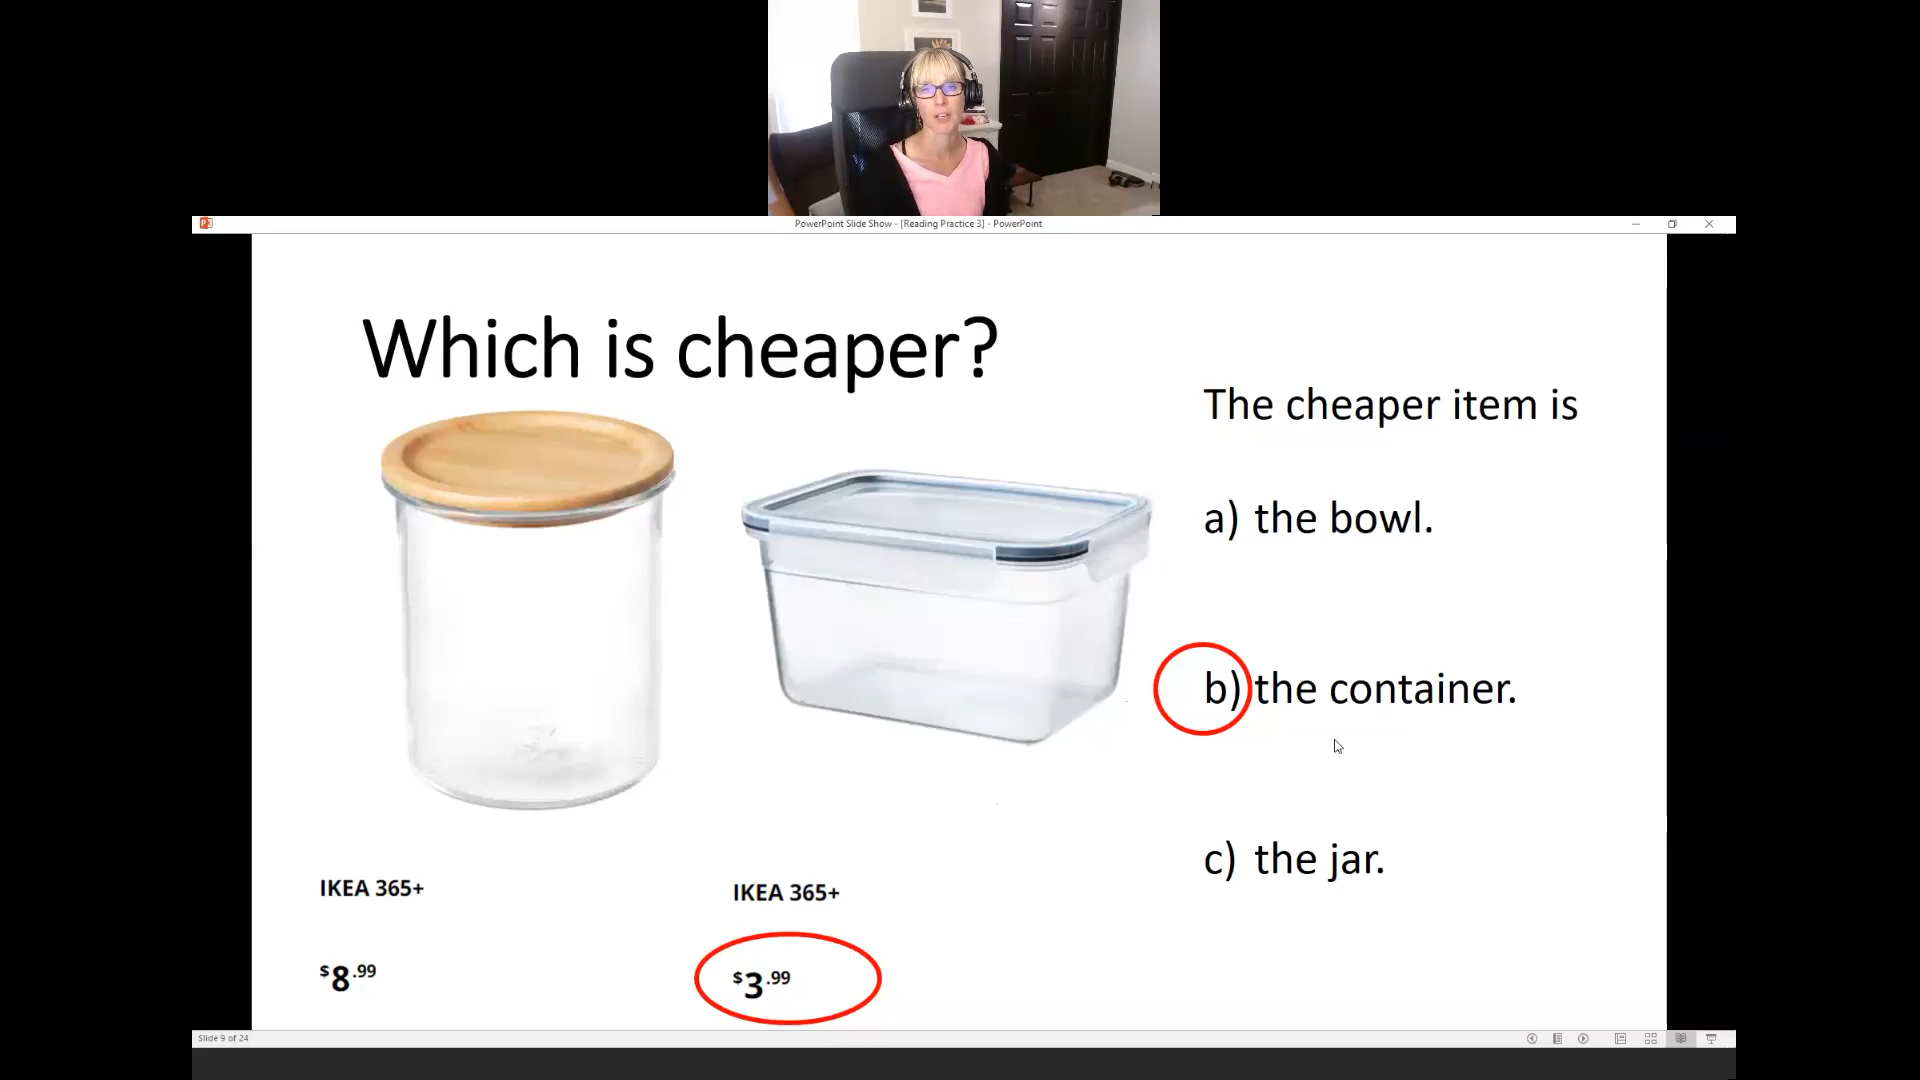 PowerPoint Slide Show - [Reading Practice 3] - PowerPoint
Which is cheaper?
The cheaper item is
a) the bowl.
b) the container.
c) the jar.
IKEA 365+
$8.99
IKEA 365+
$3.99
Slide 9 of 24